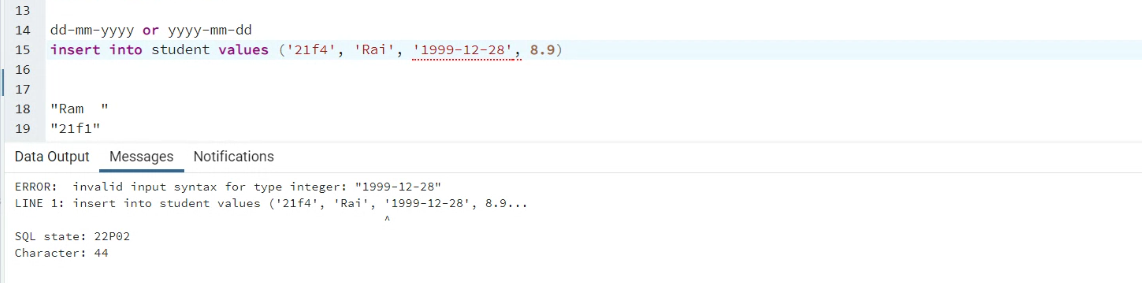 13
14 dd-mm-yyyy or yyyy-mm-dd
15 insert into student values ('21f4', 'Rai', '1999-12-28', 8.9)
16
17
18 "Ram  "
19 "21f1"
Data Output Messages Notifications
ERROR:  invalid input syntax for type integer: "1999-12-28"
LINE 1: insert into student values ('21f4', 'Rai', '1999-12-28', 8.9...
^
SQL state: 22P02
Character: 44